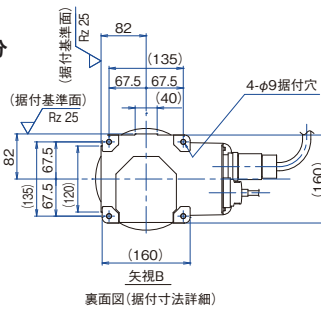 分
82
(据付基準面)
Rz 25
(135)
67.5 67.5
(40)
4-φ9据付穴
(据付基準面)
Rz 25
82
(135)
67.5 67.5
(120)
(160)
(160)
矢視B
裏面図(据付寸法詳細)